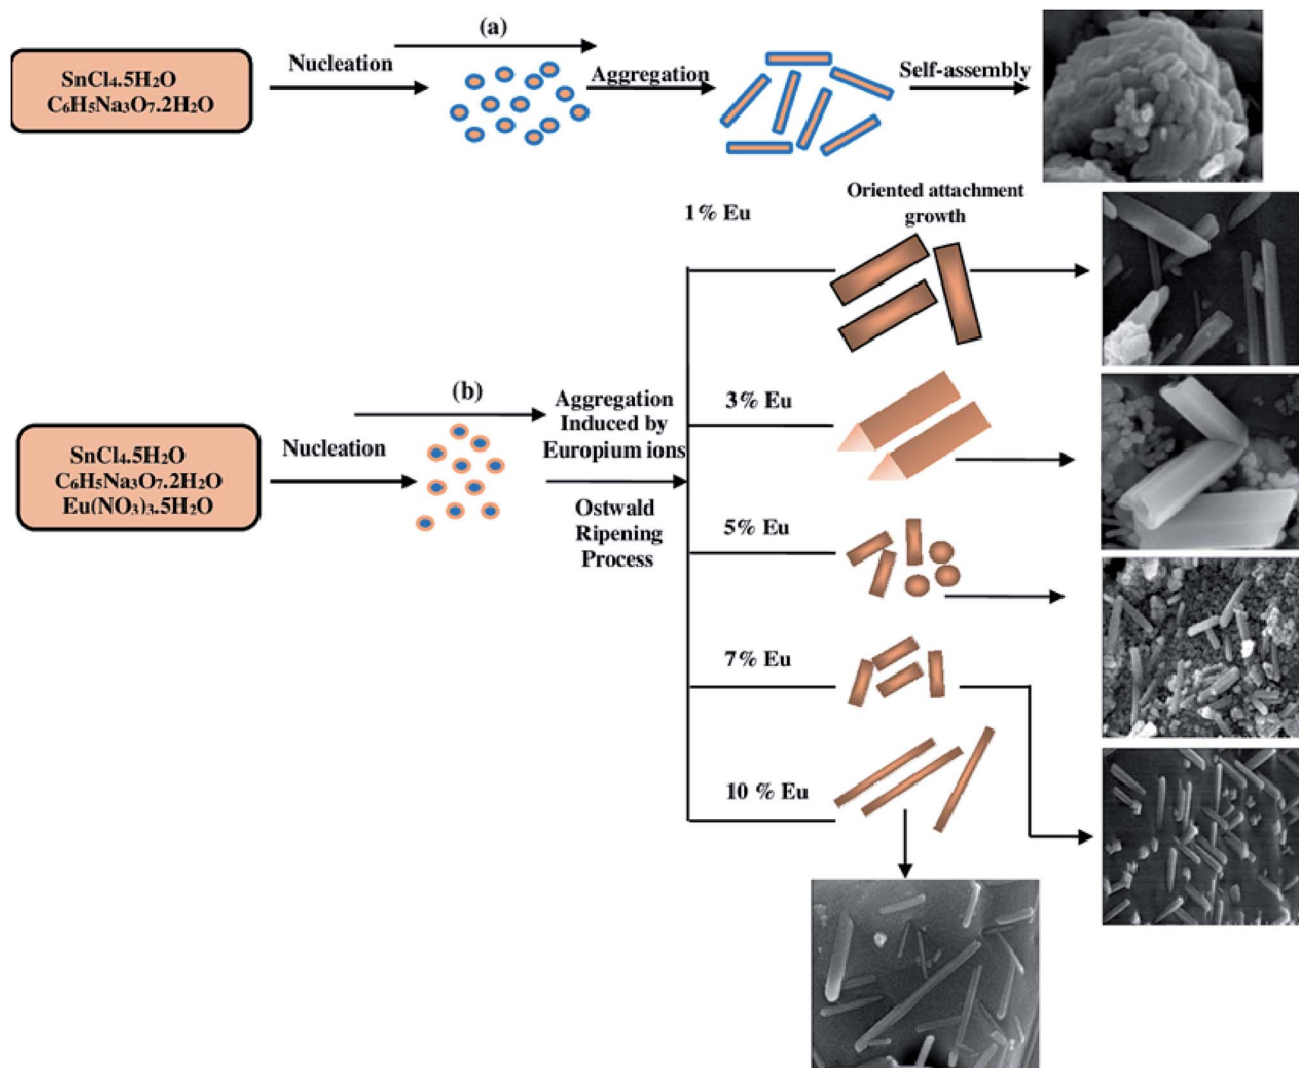 (a)
SnCl₄.5H₂O
C₆H₅Na₃O₇.2H₂O
Nucleation
Aggregation
Self-assembly
Oriented attachment
growth
1% Eu
(b)
SnCl₄.5H₂O
C₆H₅Na₃O₇.2H₂O
Eu(NO₃)₃.5H₂O
Nucleation
Aggregation
Induced by
Europium ions
Ostwald
Ripening
Process
3% Eu
5% Eu
7% Eu
10 % Eu